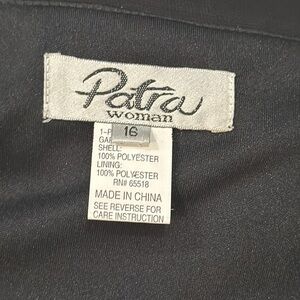 Patra
woman
16
SHELL:
100% POLYESTER
LINING:
100% POLYESTER
RN# 65518
MADE IN CHINA
SEE REVERSE FOR
CARE INSTRUCTION